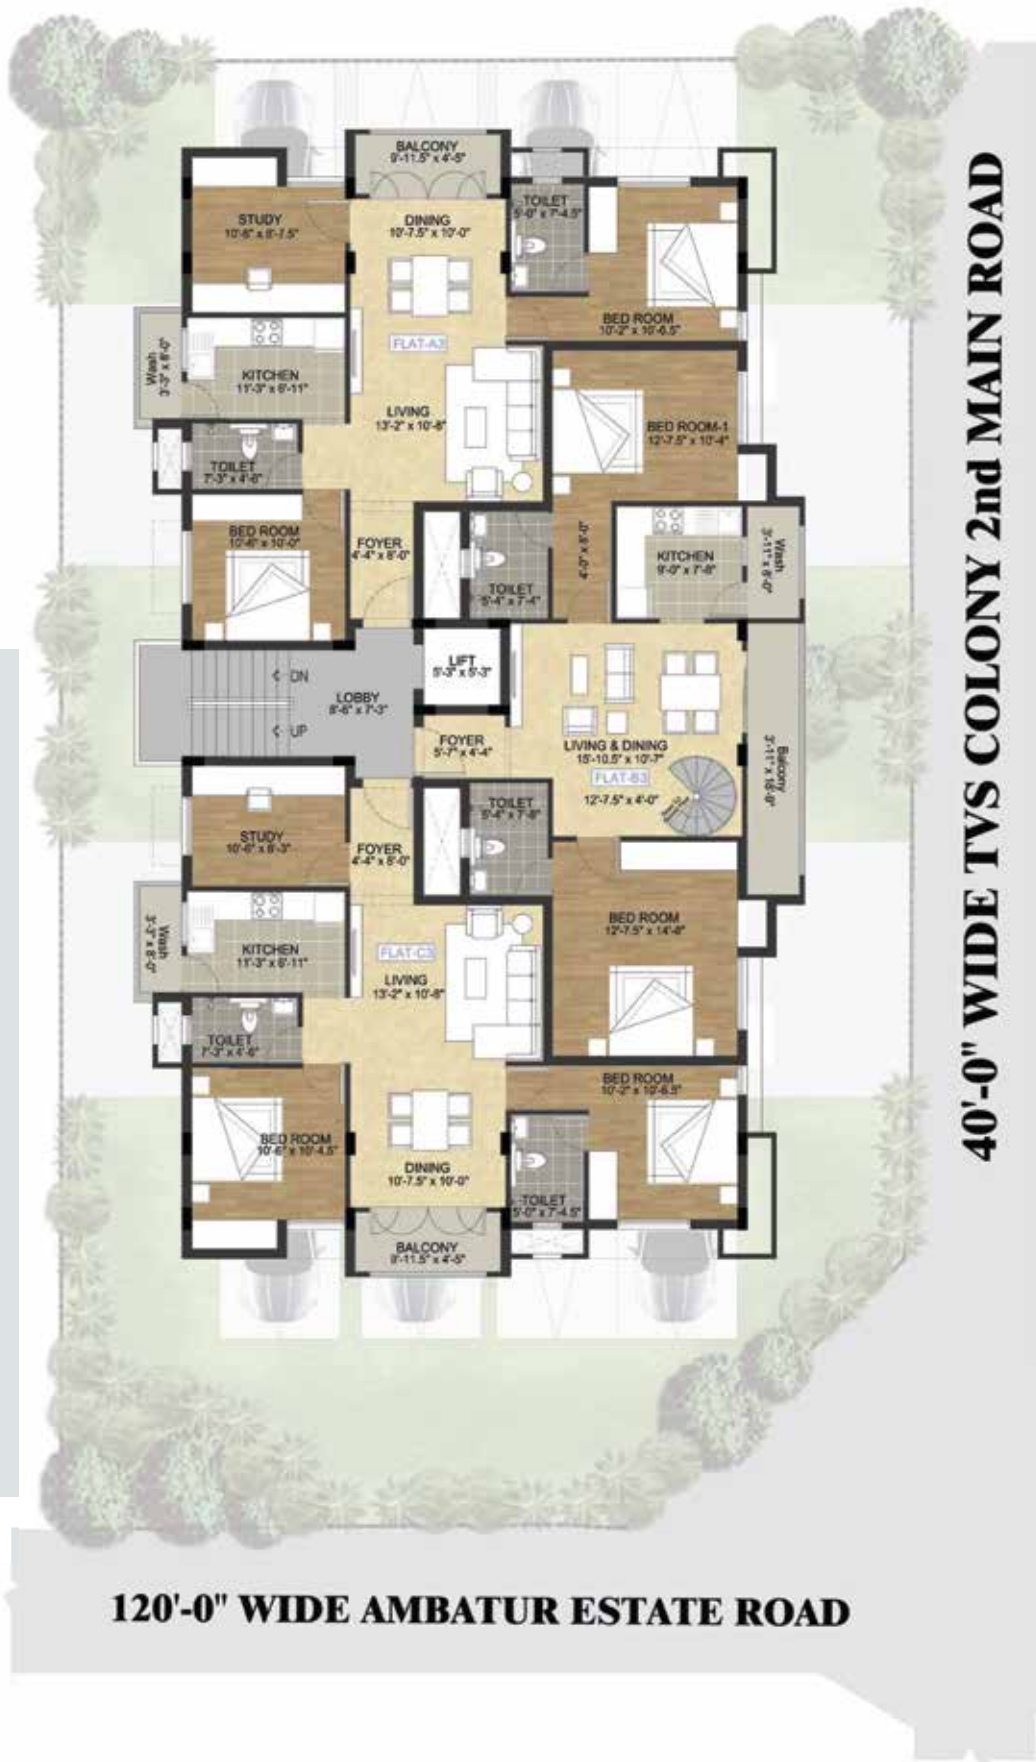 BALCONY
9'-11.5" x 4'-5"
STUDY
10'-6" x 8'-7.5"
DINING
10'-7.5" x 10'-0"
TOILET
5'-0" x 7'-4.5"
BED ROOM
10'-2" x 10'-6.5"
FLAT-A3
Wash
3'-3" x 8'-0"
KITCHEN
11'-3" x 6'-11"
LIVING
13'-2" x 10'-8"
BED ROOM-1
12'-7.5" x 10'-4"
TOILET
7'-3" x 4'-6"
BED ROOM
10'-6" x 10'-0"
FOYER
4'-4" x 8'-0"
TOILET
5'-4" x 7'-4"
4'-0" x 8'-0"
KITCHEN
9'-0" x 7'-8"
Wash
3'-11" x 8'-0"
LIFT
5'-3" x 5'-3"
DN
LOBBY
8'-6" x 7'-3"
UP
FOYER
5'-7" x 4'-4"
LIVING & DINING
15'-10.5" x 10'-7"
FLAT-B3
12'-7.5" x 4'-0"
Balcony
3'-11" x 16'-9"
STUDY
10'-6" x 8'-3"
FOYER
4'-4" x 8'-0"
TOILET
5'-4" x 7'-8"
Wash
3'-3" x 8'-0"
KITCHEN
11'-3" x 6'-11"
FLAT-C3
LIVING
13'-2" x 10'-8"
BED ROOM
12'-7.5" x 14'-8"
TOILET
7'-3" x 4'-6"
BED ROOM
10'-2" x 10'-6.5"
BED ROOM
10'-6" x 10'-4.5"
DINING
10'-7.5" x 10'-0"
TOILET
5'-0" x 7'-4.5"
BALCONY
9'-11.5" x 4'-5"
40'-0" WIDE TVS COLONY 2nd MAIN ROAD
120'-0" WIDE AMBATUR ESTATE ROAD